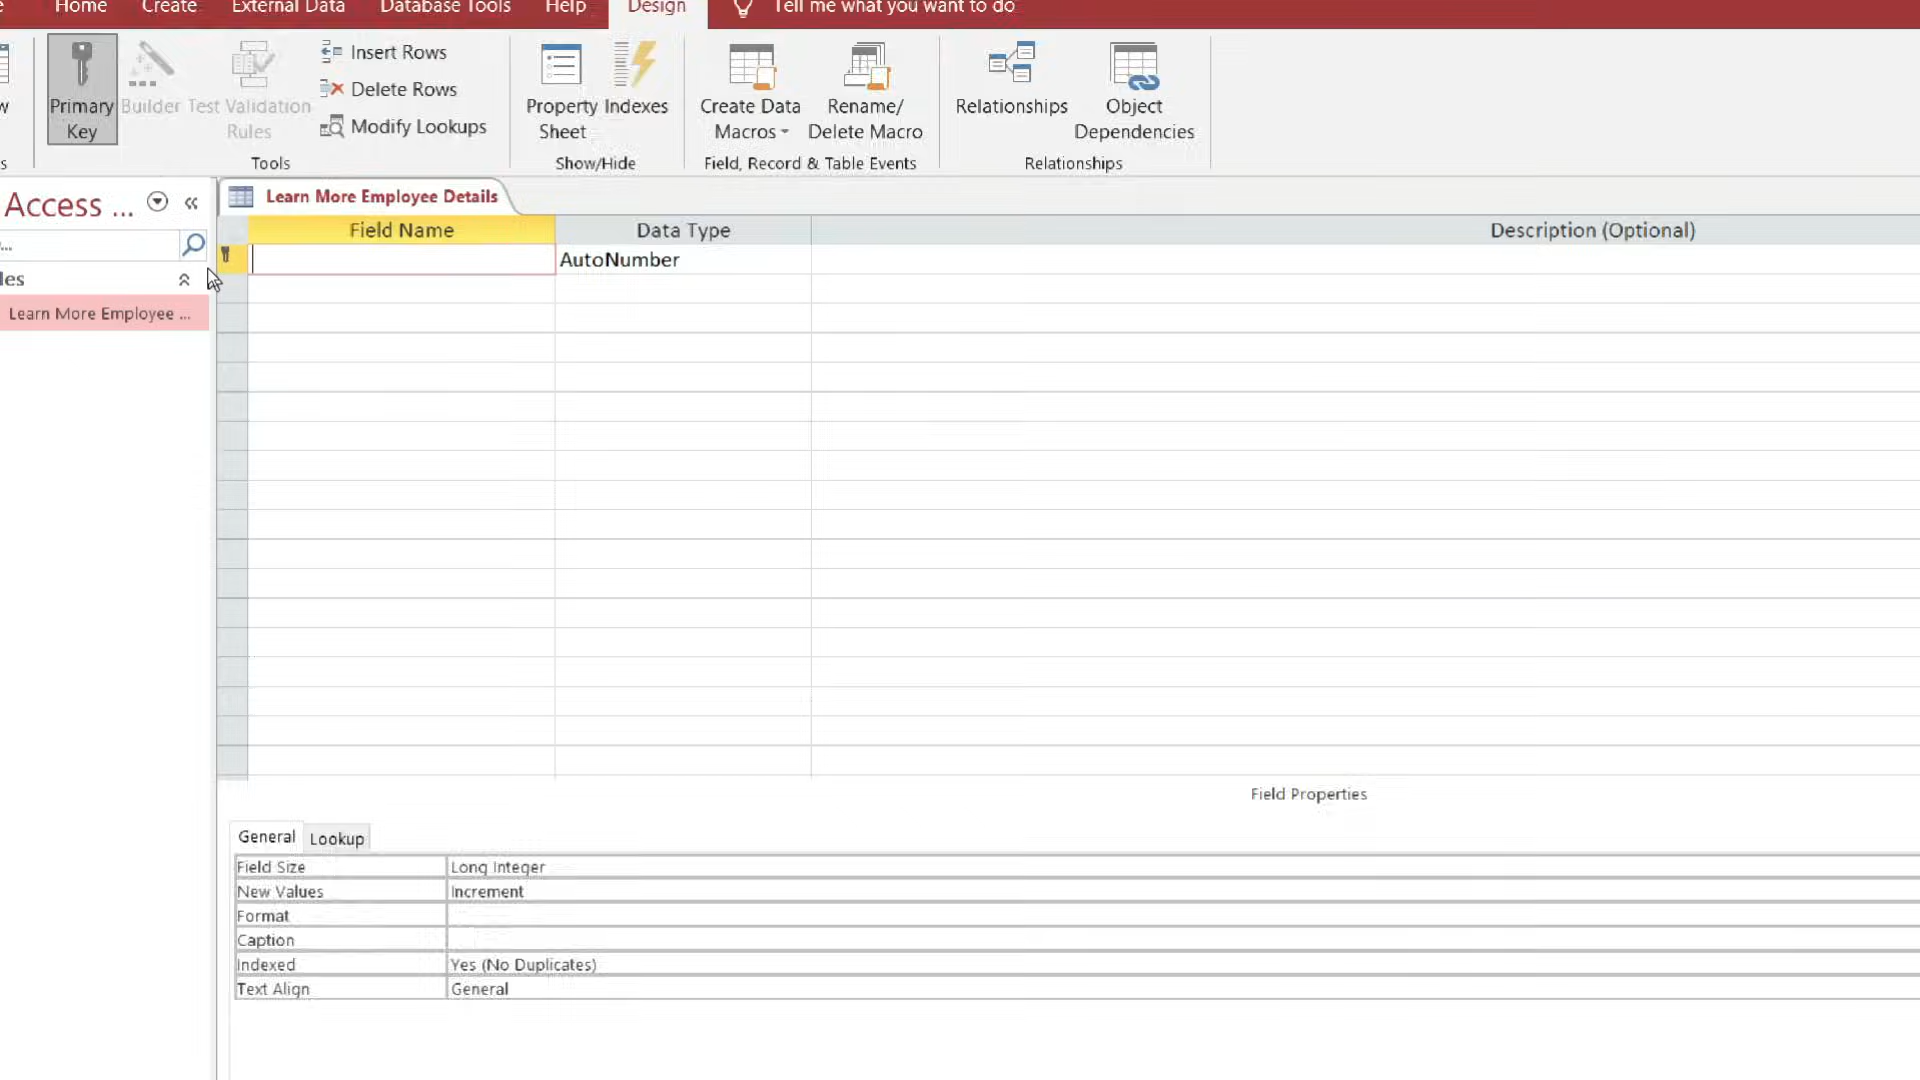 Home Create External Data Database Tools Help Design Tell me what you want to do
Primary Key
Builder
Test Validation Rules
Insert Rows
Delete Rows
Modify Lookups
Tools
Property Sheet
Indexes
Show/Hide
Create Data Macros
Rename/ Delete Macro
Field, Record & Table Events
Relationships
Object Dependencies
Relationships
Access ...
Learn More Employee Details
Field Name Data Type Description (Optional)
AutoNumber
les
Learn More Employee ...
Field Properties
General Lookup
Field Size Long Integer
New Values Increment
Format
Caption
Indexed Yes (No Duplicates)
Text Align General